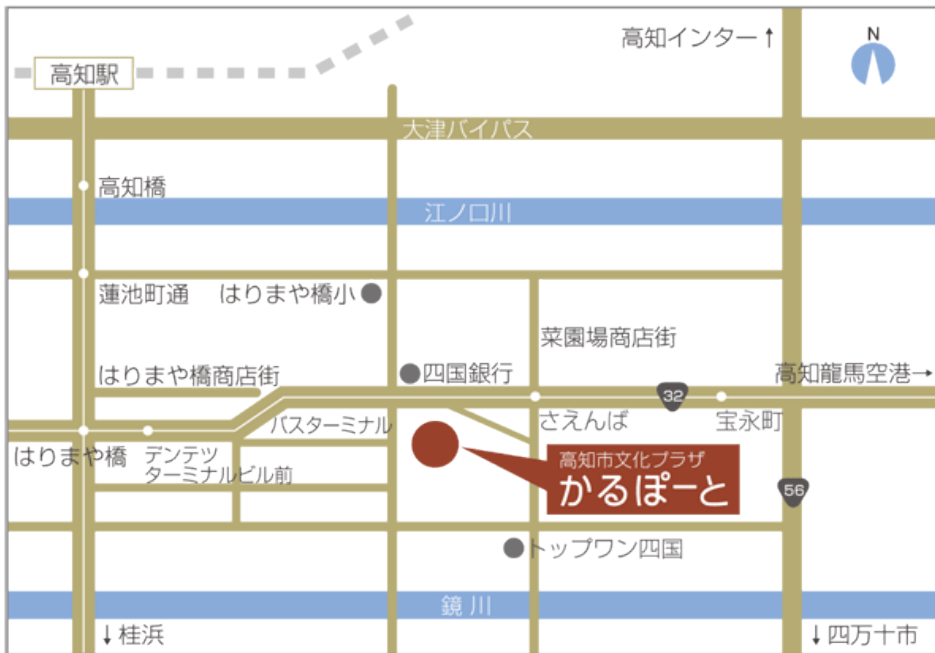 高知インター↑
N
高知駅
大津バイパス
高知橋
江ノ口川
蓮池町通
はりまや橋小
菜園場商店街
はりまや橋商店街
四国銀行
高知龍馬空港→
32
さえんば
宝永町
バスターミナル
はりまや橋
デンテツ
ターミナルビル前
高知市文化プラザ
かるぽーと
56
トップワン四国
鏡川
↓桂浜
↓四万十市